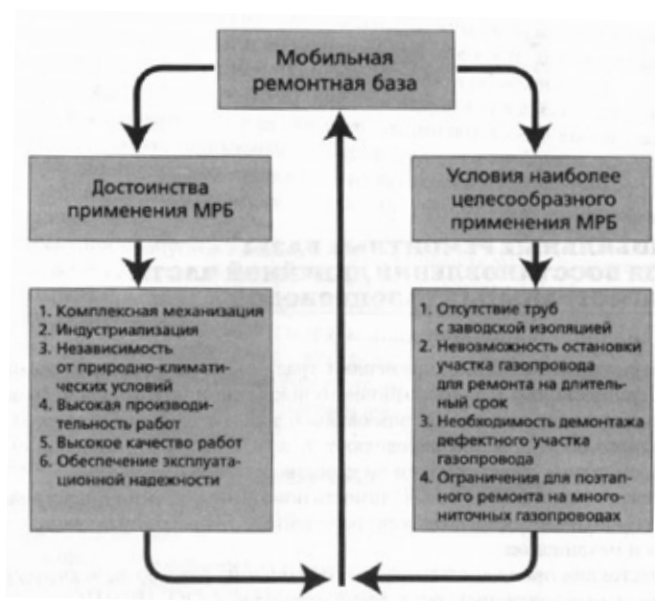 Мобильная
ремонтная база
Достоинства
применения МРБ
Условия наиболее
целесообразного
применения МРБ
1. Комплексная механизация
2. Индустриализация
3. Независимость
от природно-климати-
ческих условий
4. Высокая производи-
тельность работ
5. Высокое качество работ
6. Обеспечение эксплуата-
ционной надежности
1. Отсутствие труб
с заводской изоляцией
2. Невозможность остановки
участка газопровода
для ремонта на длитель-
ный срок
3. Необходимость демонтажа
дефектного участка
газопровода
4. Ограничения для поэтап-
ного ремонта на много-
ниточных газопроводах